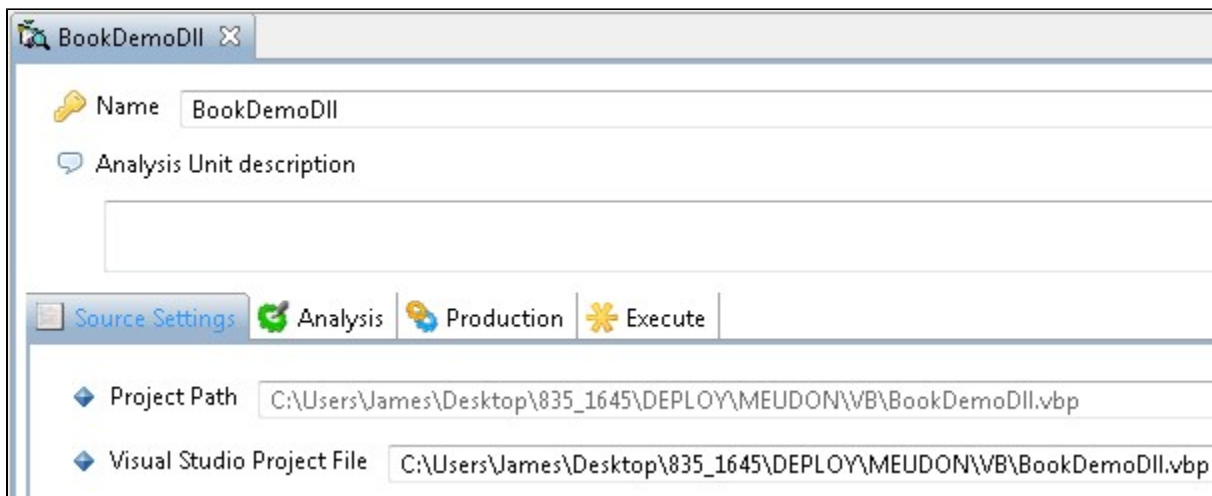 BookDemoDll
Name BookDemoDll
Analysis Unit description
Source Settings Analysis Production Execute
Project Path C:\Users\James\Desktop\835_1645\DEPLOY\MEUDON\VB\BookDemoDll.vbp
Visual Studio Project File C:\Users\James\Desktop\835_1645\DEPLOY\MEUDON\VB\BookDemoDll.vbp